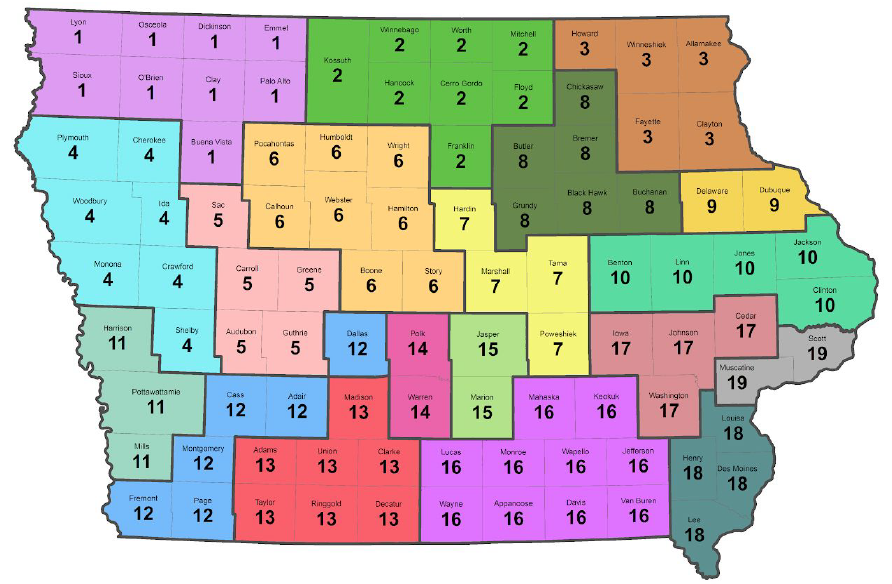 Lyon
1
Osceola
1
Dickinson
1
Emmet
1
Kossuth
2
Winnebago
2
Worth
2
Mitchell
2
Howard
3
Winneshiek
3
Allamakee
3
Sioux
1
O'Brien
1
Clay
1
Palo Alto
1
Hancock
2
Cerro Gordo
2
Floyd
2
Chickasaw
8
Fayette
3
Clayton
3
Plymouth
4
Cherokee
4
Buena Vista
1
Pocahontas
6
Humboldt
6
Wright
6
Franklin
2
Butler
8
Bremer
8
Woodbury
4
Ida
4
Sac
5
Calhoun
6
Webster
6
Hamilton
6
Hardin
7
Grundy
8
Black Hawk
8
Buchanan
8
Delaware
9
Dubuque
9
Monona
4
Crawford
4
Carroll
5
Greene
5
Boone
6
Story
6
Marshall
7
Tama
7
Benton
10
Linn
10
Jones
10
Jackson
10
Clinton
10
Harrison
11
Shelby
4
Audubon
5
Guthrie
5
Dallas
12
Polk
14
Jasper
15
Poweshiek
7
Iowa
17
Johnson
17
Cedar
17
Scott
19
Muscatine
19
Pottawattamie
11
Cass
12
Adair
12
Madison
13
Warren
14
Marion
15
Mahaska
16
Keokuk
16
Washington
17
Louisa
18
Mills
11
Montgomery
12
Adams
13
Union
13
Clarke
13
Lucas
16
Monroe
16
Wapello
16
Jefferson
16
Henry
18
Des Moines
18
Fremont
12
Page
12
Taylor
13
Ringgold
13
Decatur
13
Wayne
16
Appanoose
16
Davis
16
Van Buren
16
Lee
18